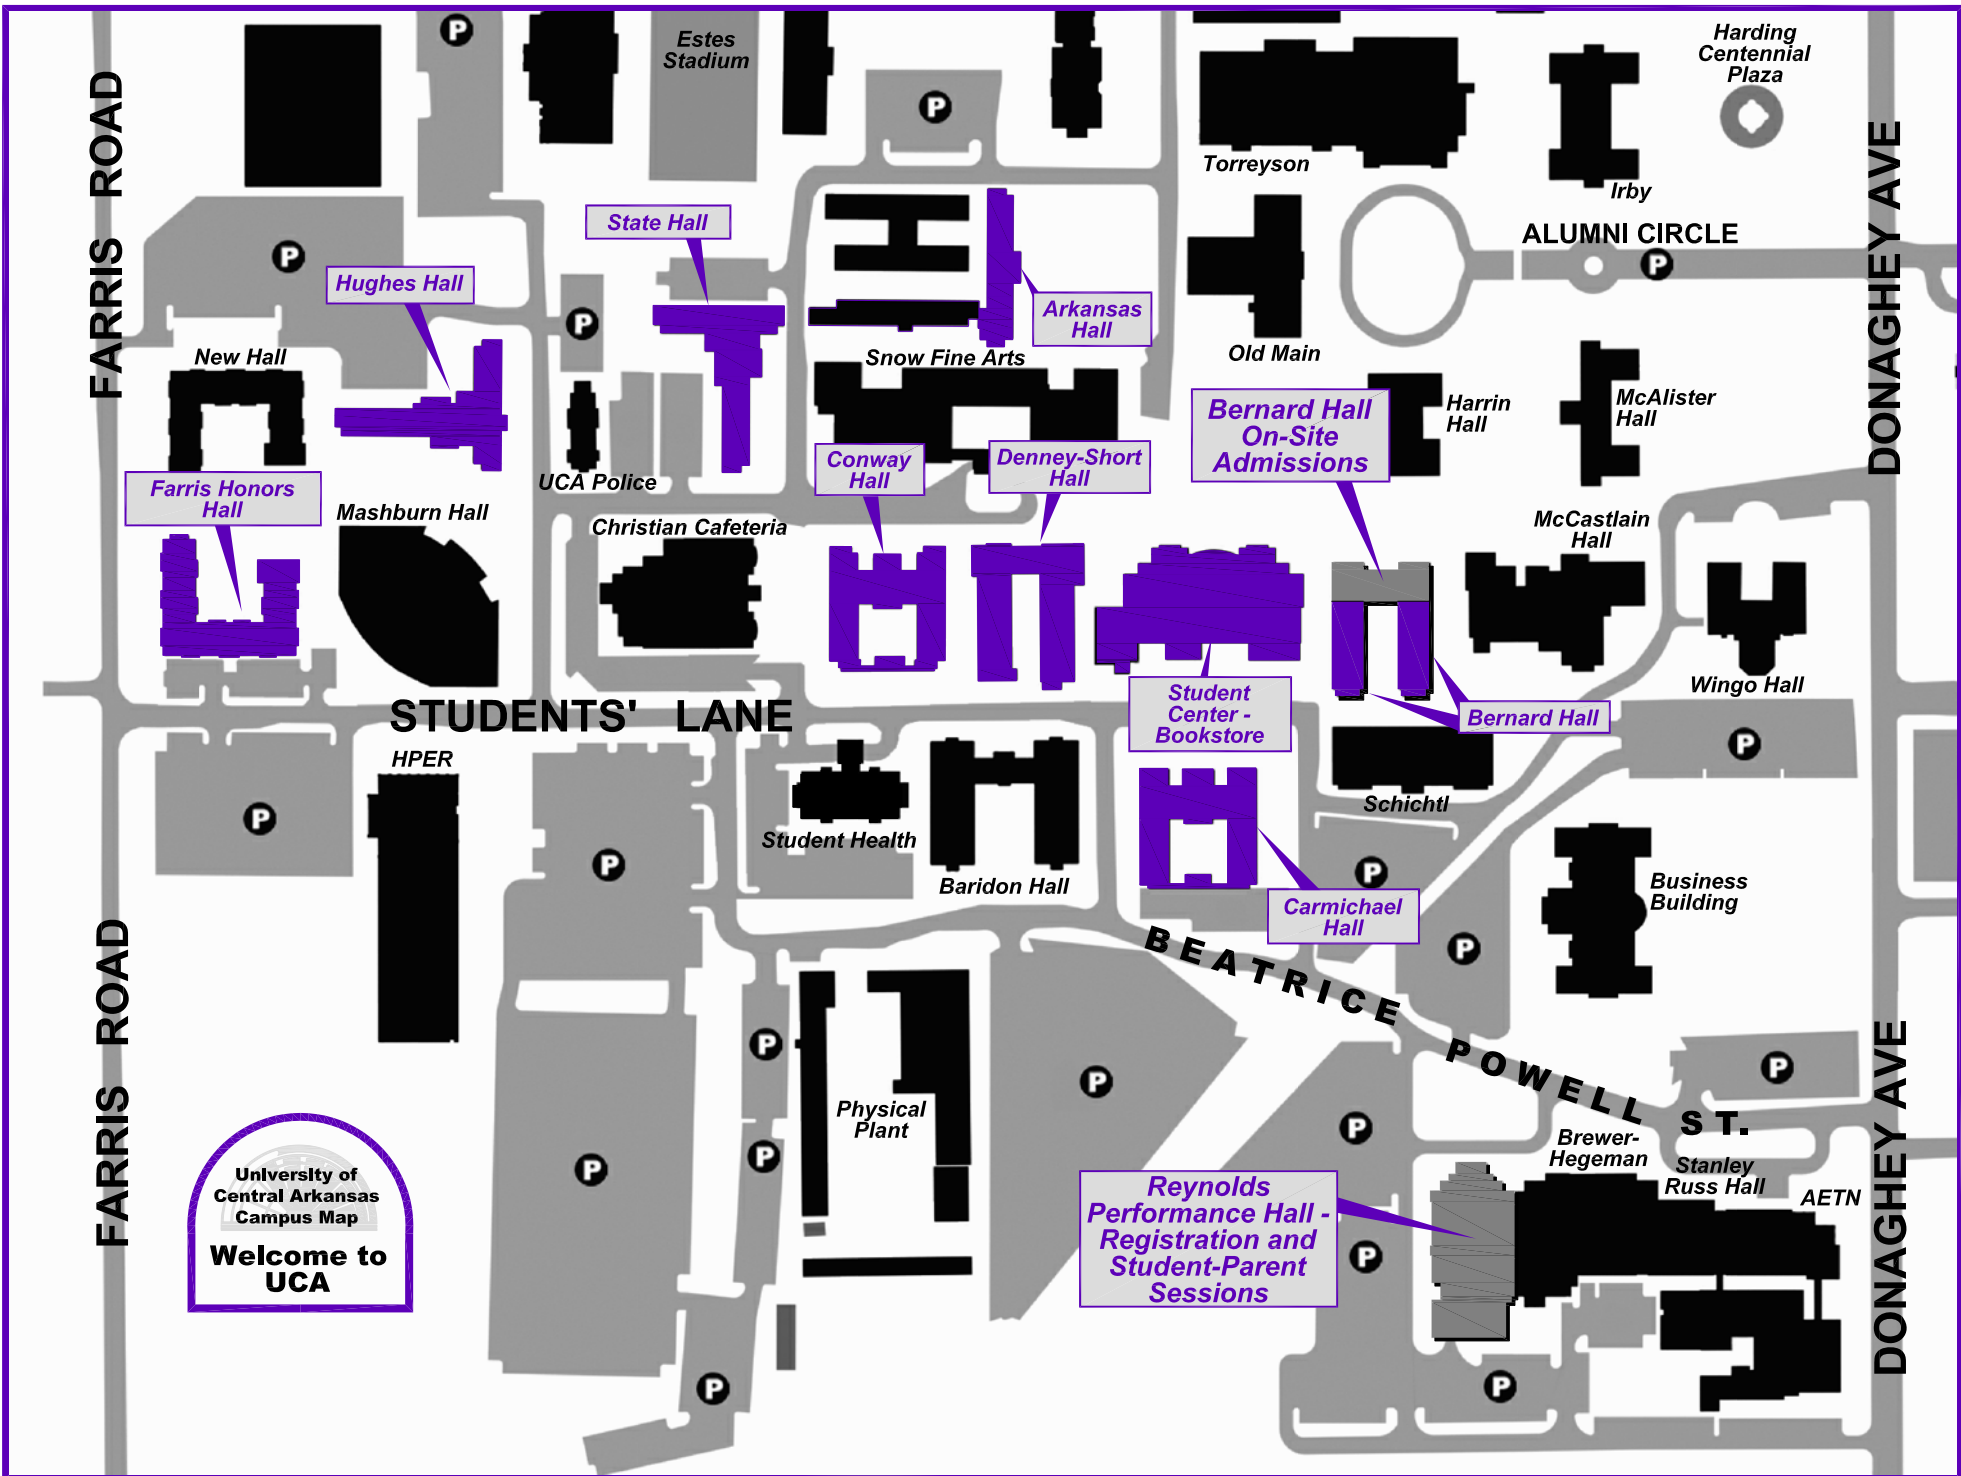 P
Estes
Stadium
Harding
Centennial
Plaza
P
FARRIS ROAD
DONAGHEY AVE
Torreyson
Irby
State Hall
ALUMNI CIRCLE
P
P
Hughes Hall
Arkansas
Hall
P
New Hall
Snow Fine Arts
Old Main
Bernard Hall
On-Site
Admissions
Harrin
Hall
McAlister
Hall
Conway
Hall
Denney-Short
Hall
UCA Police
Farris Honors
Hall
Mashburn Hall
Christian Cafeteria
McCastlain
Hall
Wingo Hall
Student
Center -
Bookstore
Bernard Hall
STUDENTS' LANE
P
HPER
Schichtl
P
Student Health
P
P
Baridon Hall
Business
Building
Carmichael
Hall
P
BEATRICE
POWELL
ST.
FARRIS ROAD
DONAGHEY AVE
P
P
P
Physical
Plant
P
Brewer-
Hegeman
Stanley
Russ Hall
AETN
P
P
University of
Central Arkansas
Campus Map
Welcome to
UCA
Reynolds
Performance Hall -
Registration and
Student-Parent
Sessions
P
P
P